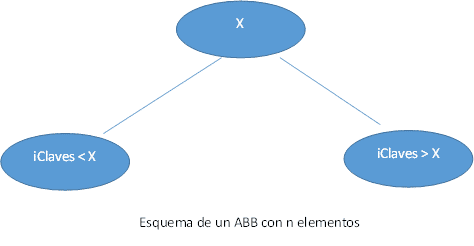 X
iClaves < X
iClaves > X
Esquema de un ABB con n elementos